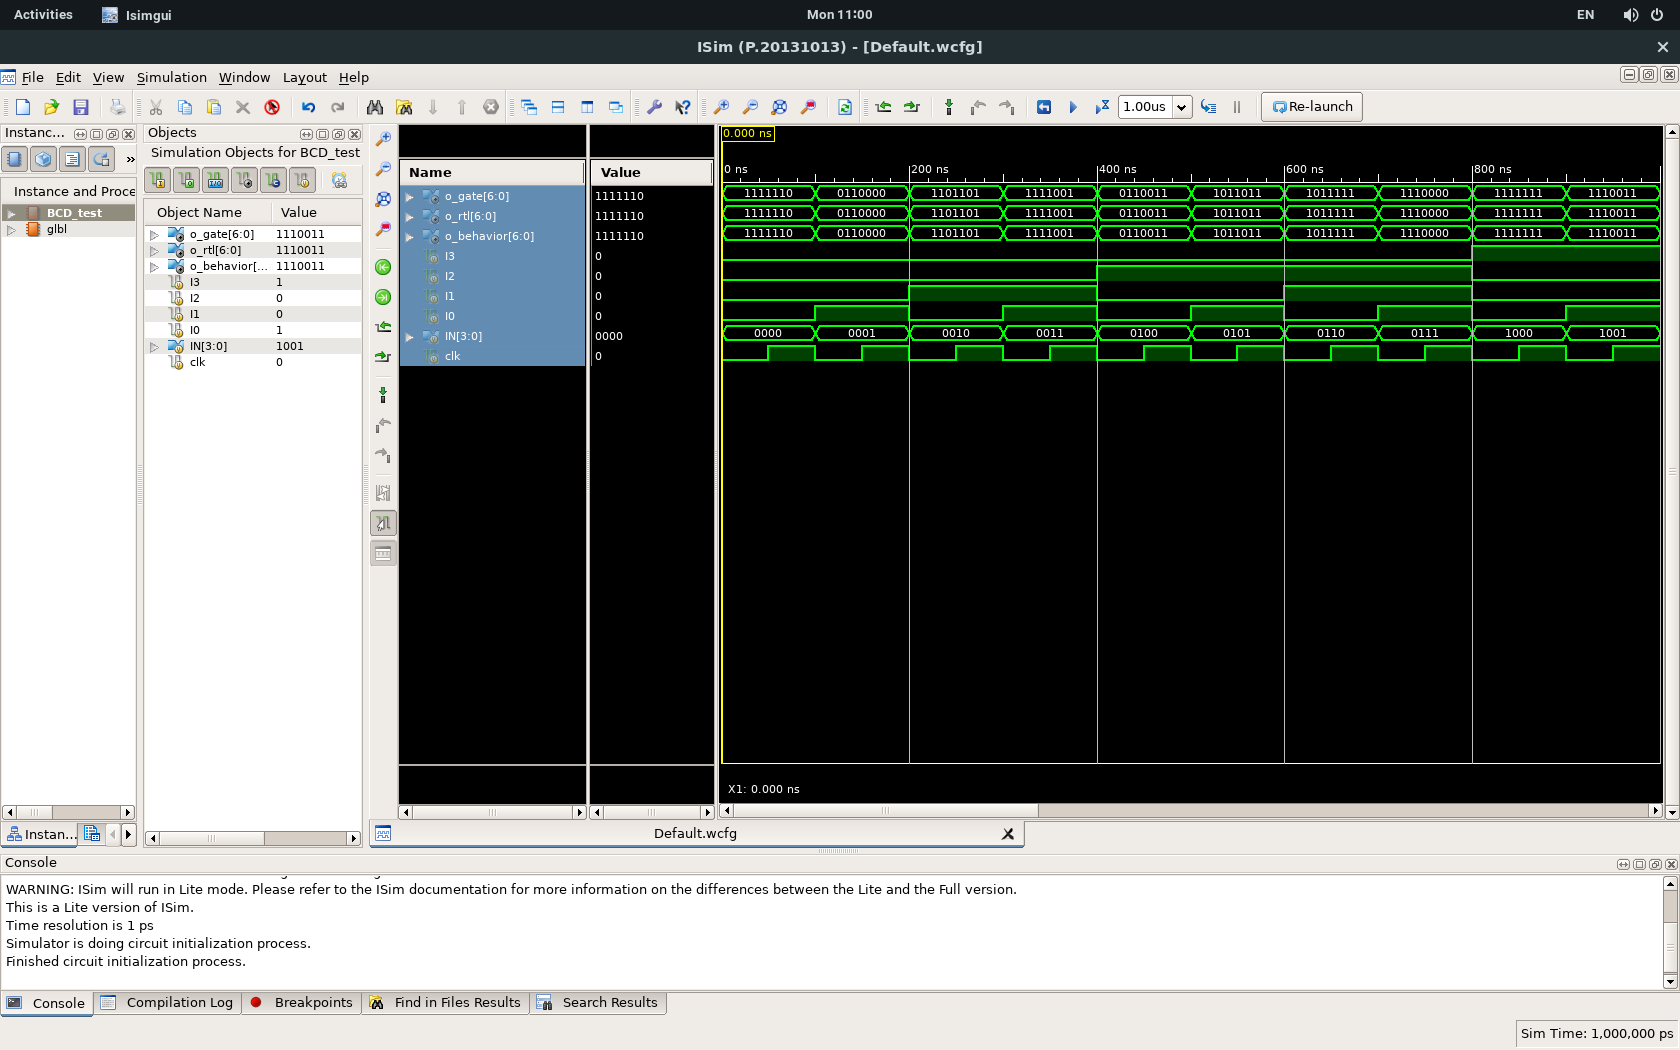 Activities Isimgui Mon 11:00 EN
ISim (P.20131013) - [Default.wcfg]
File Edit View Simulation Window Layout Help
1.00us Re-launch
Instanc...
Instance and Proce
BCD_test
glbl
Instan...
Objects
Simulation Objects for BCD_test
Object Name Value
o_gate[6:0] 1110011
o_rtl[6:0] 1110011
o_behavior[... 1110011
I3 1
I2 0
I1 0
I0 1
IN[3:0] 1001
clk 0
Name Value
o_gate[6:0] 1111110
o_rtl[6:0] 1111110
o_behavior[6:0] 1111110
I3 0
I2 0
I1 0
I0 0
IN[3:0] 0000
clk 0
0.000 ns
0 ns 200 ns 400 ns 600 ns 800 ns
1111110 0110000 1101101 1111001 0110011 1011011 1011111 1110000 1111111 1110011
1111110 0110000 1101101 1111001 0110011 1011011 1011111 1110000 1111111 1110011
1111110 0110000 1101101 1111001 0110011 1011011 1011111 1110000 1111111 1110011
0000 0001 0010 0011 0100 0101 0110 0111 1000 1001
X1: 0.000 ns
Default.wcfg
Console
WARNING: ISim will run in Lite mode. Please refer to the ISim documentation for more information on the differences between the Lite and the Full version.
This is a Lite version of ISim.
Time resolution is 1 ps
Simulator is doing circuit initialization process.
Finished circuit initialization process.
Console Compilation Log Breakpoints Find in Files Results Search Results
Sim Time: 1,000,000 ps